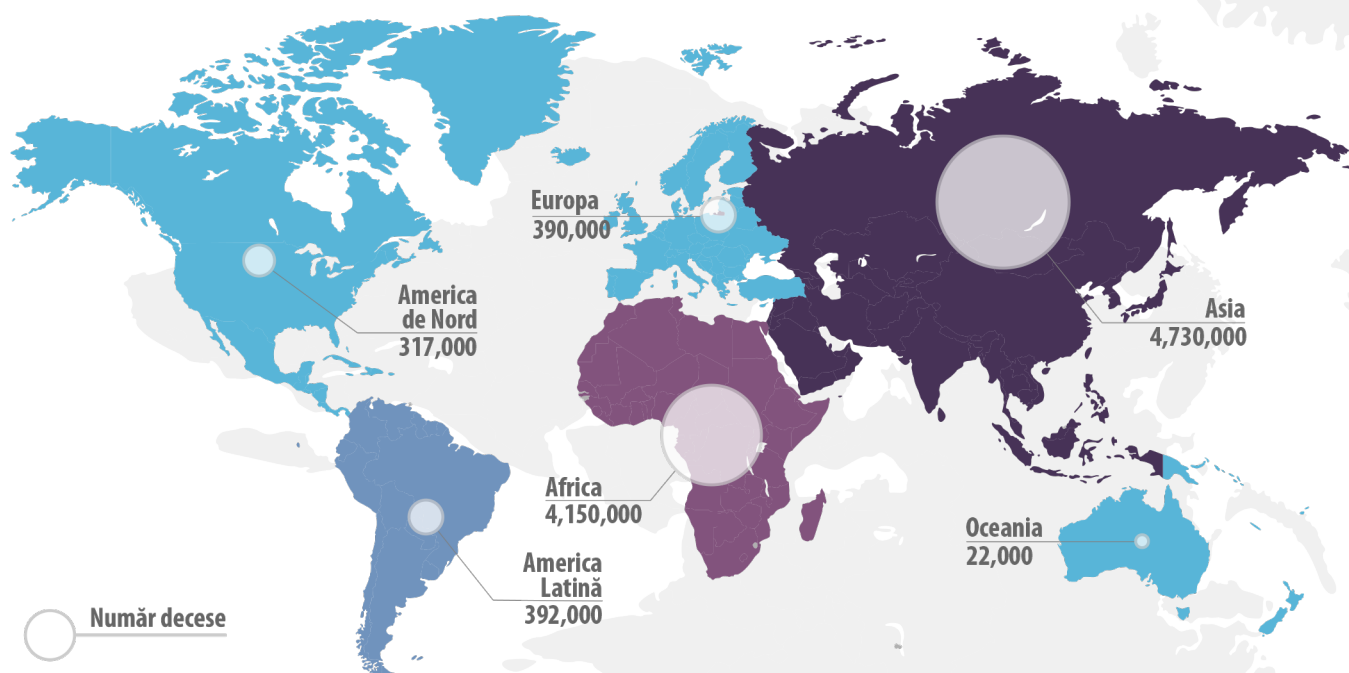 Europa
390,000
America
de Nord
317,000
Asia
4,730,000
Africa
4,150,000
Oceania
22,000
America
Latină
392,000
Număr decese